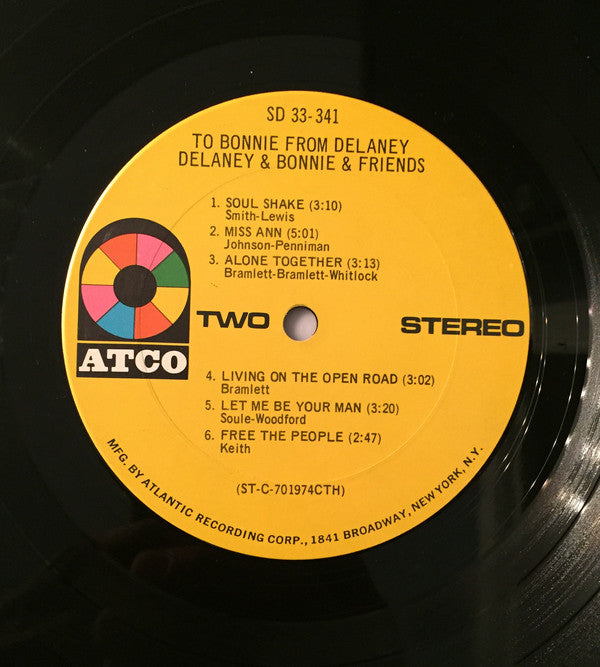 SD 33-341
TO BONNIE FROM DELANEY
DELANEY & BONNIE & FRIENDS
1. SOUL SHAKE (3:10)
Smith-Lewis
2. MISS ANN (5:01)
Johnson-Penniman
3. ALONE TOGETHER (3:13)
Bramlett-Bramlett-Whitlock
TWO
STEREO
ATCO
4. LIVING ON THE OPEN ROAD (3:02)
Bramlett
5. LET ME BE YOUR MAN (3:20)
Soule-Woodford
6. FREE THE PEOPLE (2:47)
Keith
(ST-C-701974CTH)
MFG. BY ATLANTIC RECORDING CORP., 1841 BROADWAY, NEW YORK, N.Y.